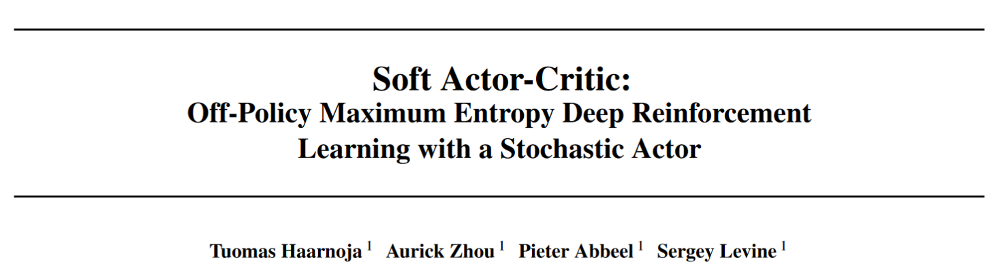 Soft Actor-Critic:
Off-Policy Maximum Entropy Deep Reinforcement
Learning with a Stochastic Actor
Tuomas Haarnoja 1 Aurick Zhou 1 Pieter Abbeel 1 Sergey Levine 1